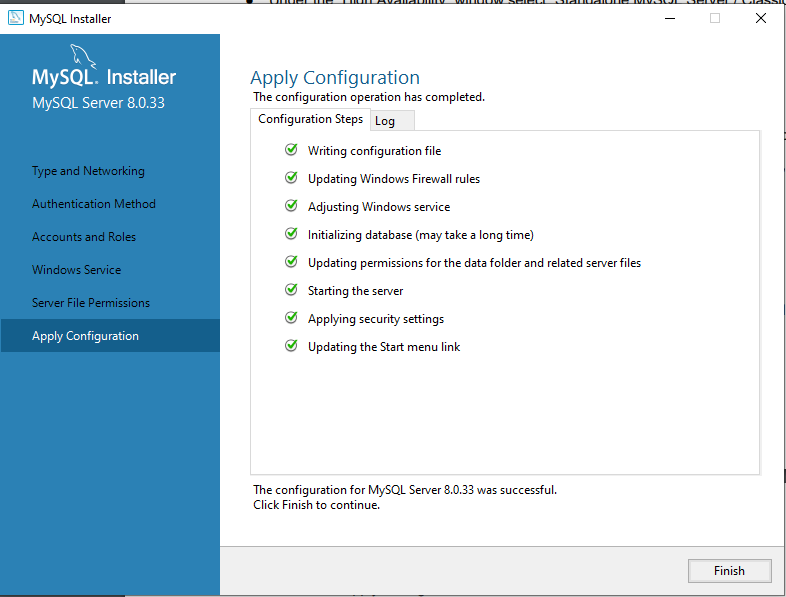 MySQL Installer
MySQL. Installer
MySQL Server 8.0.33
Type and Networking
Authentication Method
Accounts and Roles
Windows Service
Server File Permissions
Apply Configuration
Apply Configuration
The configuration operation has completed.
Configuration Steps
Log
Writing configuration file
Updating Windows Firewall rules
Adjusting Windows service
Initializing database (may take a long time)
Updating permissions for the data folder and related server files
Starting the server
Applying security settings
Updating the Start menu link
The configuration for MySQL Server 8.0.33 was successful.
Click Finish to continue.
Finish